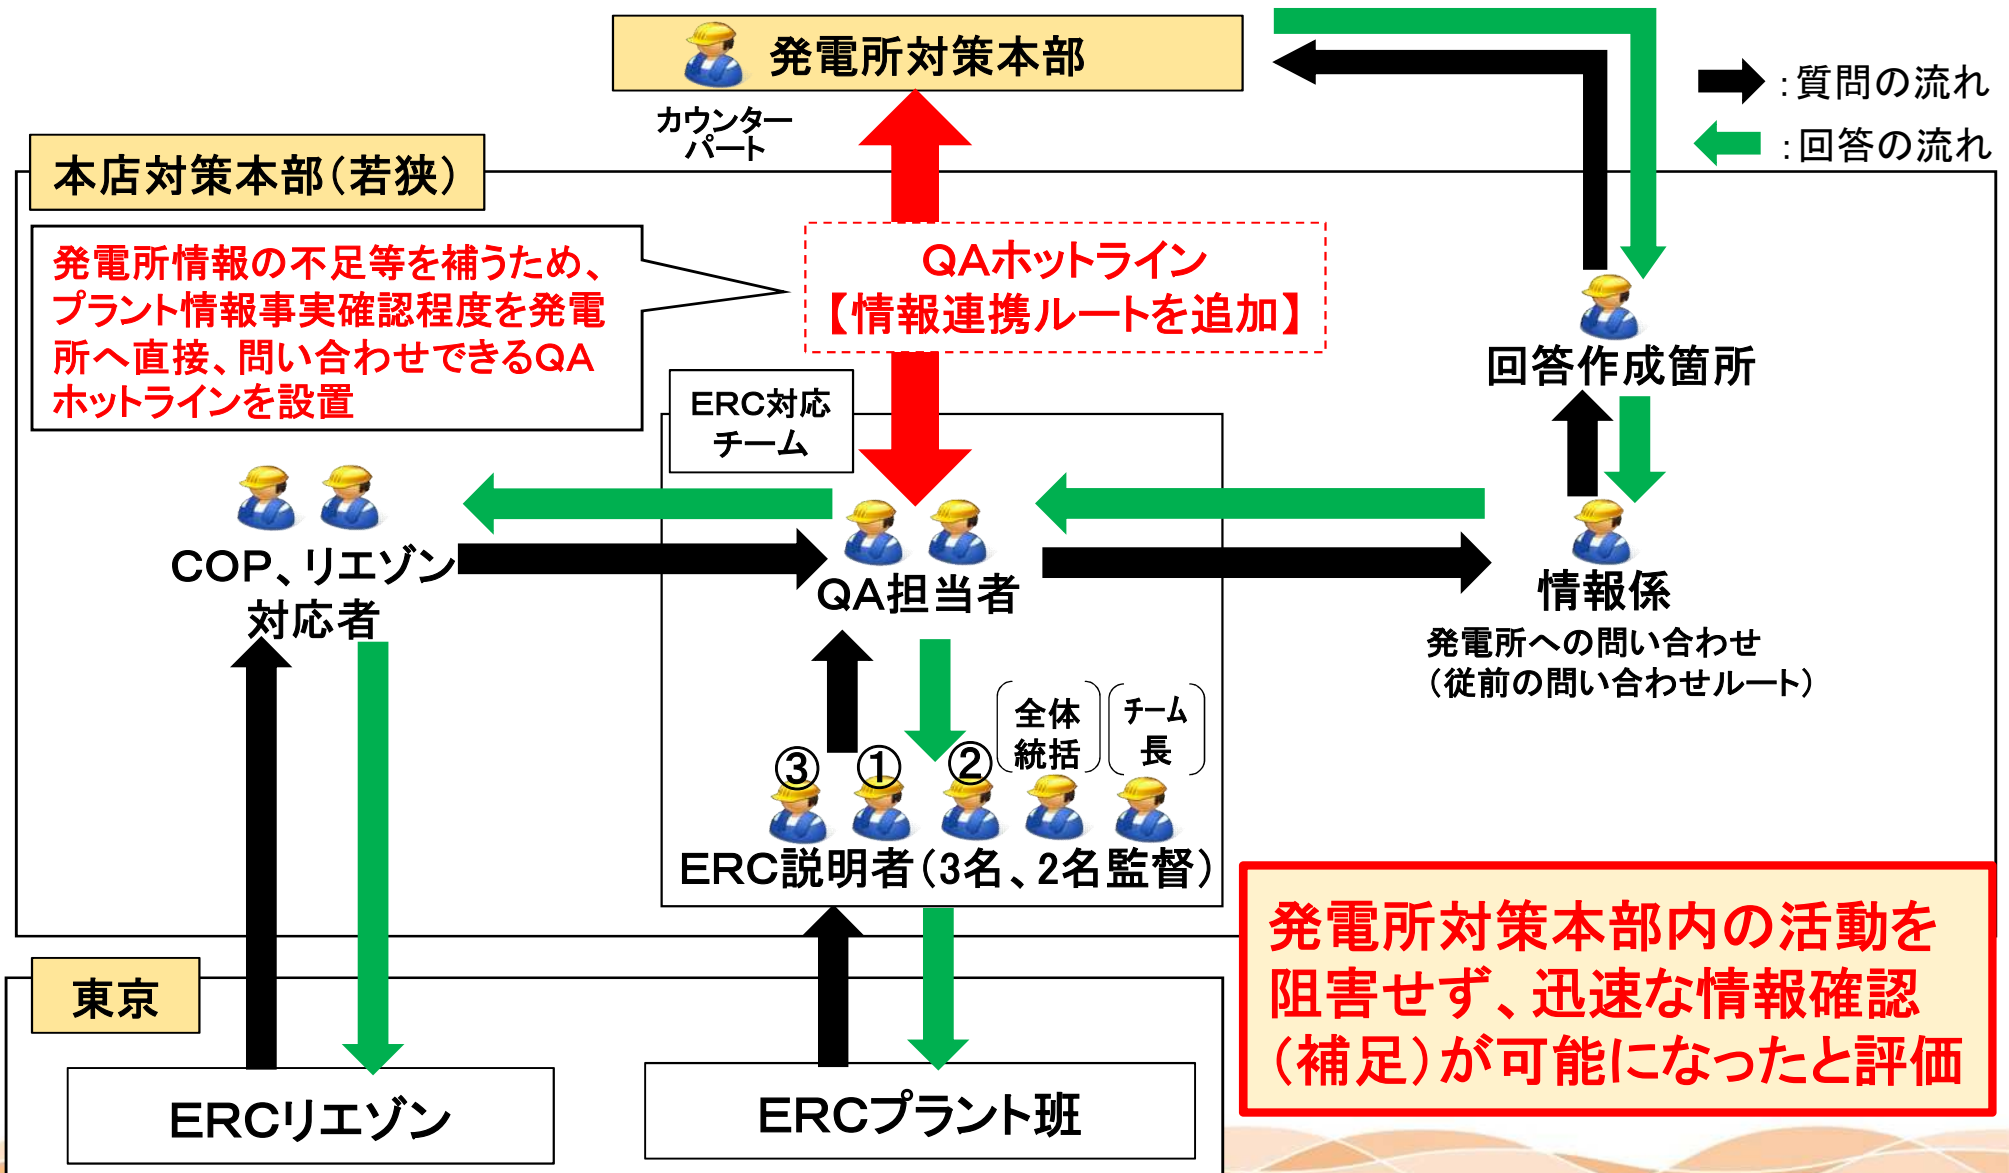 発電所対策本部
カウンター
パート
:質問の流れ
:回答の流れ
本店対策本部(若狭)
発電所情報の不足等を補うため、
プラント情報事実確認程度を発電
所へ直接、問い合わせできるQA
ホットラインを設置
QAホットライン
【情報連携ルートを追加】
回答作成箇所
ERC対応
チーム
COP、リエゾン
対応者
QA担当者
情報係
発電所への問い合わせ
(従前の問い合わせルート)
全体
統括
チーム
長
③ ① ②
ERC説明者(3名、2名監督)
発電所対策本部内の活動を
阻害せず、迅速な情報確認
(補足)が可能になったと評価
東京
ERCリエゾン
ERCプラント班